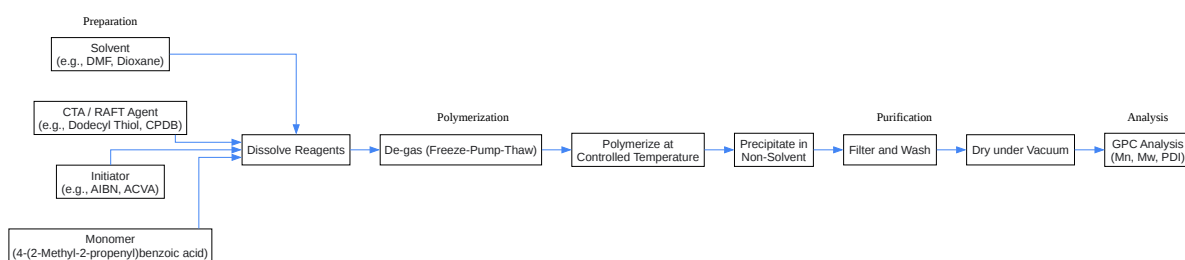 Preparation
Solvent
(e.g., DMF, Dioxane)
CTA / RAFT Agent
(e.g., Dodecyl Thiol, CPDB)
Initiator
(e.g., AIBN, ACVA)
Monomer
(4-(2-Methyl-2-propenyl)benzoic acid)
Dissolve Reagents
Polymerization
De-gas (Freeze-Pump-Thaw)
Polymerize at
Controlled Temperature
Precipitate in
Non-Solvent
Purification
Filter and Wash
Dry under Vacuum
Analysis
GPC Analysis
(Mn, Mw, PDI)